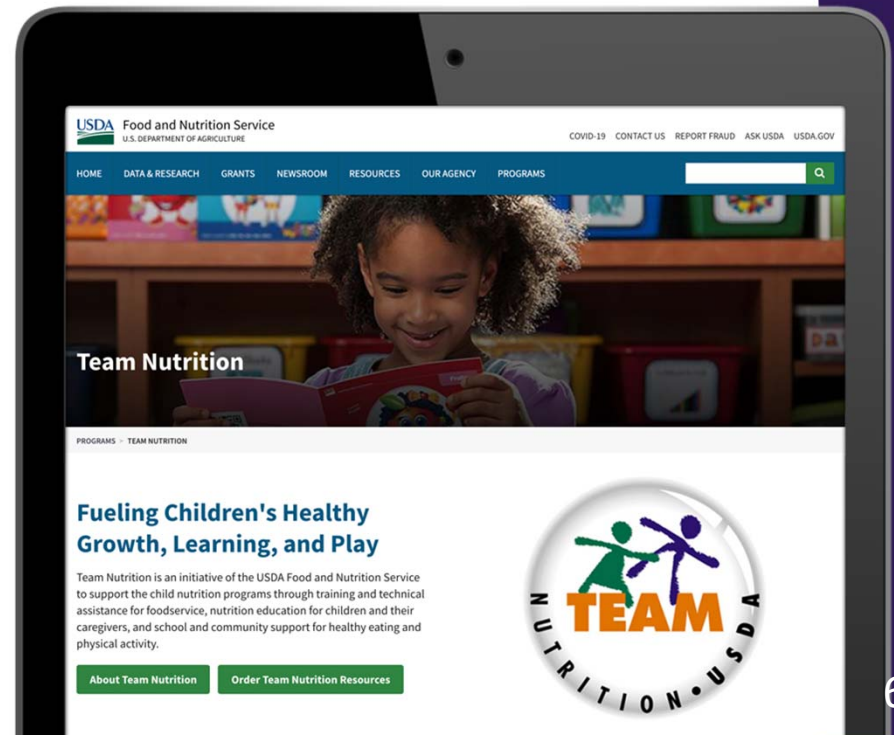 USDA Food and Nutrition Service
U.S. DEPARTMENT OF AGRICULTURE
COVID-19 CONTACT US REPORT FRAUD ASK USDA USDA.GOV
HOME DATA & RESEARCH GRANTS NEWSROOM RESOURCES OUR AGENCY PROGRAMS
Team Nutrition
PROGRAMS > TEAM NUTRITION
Fueling Children's Healthy
Growth, Learning, and Play
Team Nutrition is an initiative of the USDA Food and Nutrition Service
to support the child nutrition programs through training and technical
assistance for foodservice, nutrition education for children and their
caregivers, and school and community support for healthy eating and
physical activity.
About Team Nutrition Order Team Nutrition Resources
TEAM
NUTRITION • USDA
6